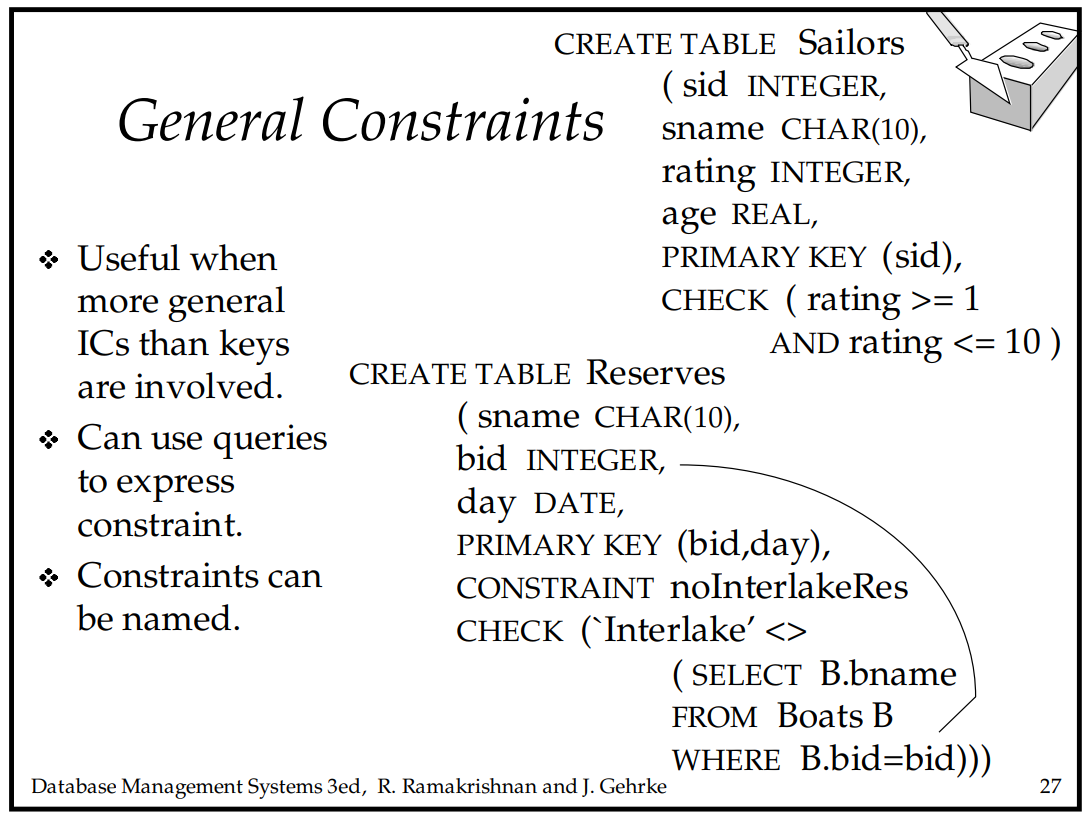 General Constraints
❖ Useful when
more general
ICs than keys
are involved.
❖ Can use queries
to express
constraint.
❖ Constraints can
be named.
CREATE TABLE Sailors
( sid INTEGER,
sname CHAR(10),
rating INTEGER,
age REAL,
PRIMARY KEY (sid),
CHECK ( rating >= 1
AND rating <= 10 )
CREATE TABLE Reserves
( sname CHAR(10),
bid INTEGER,
day DATE,
PRIMARY KEY (bid,day),
CONSTRAINT noInterlakeRes
CHECK (`Interlake’ <>
( SELECT B.bname
FROM Boats B
WHERE B.bid=bid)))
Database Management Systems 3ed, R. Ramakrishnan and J. Gehrke
27